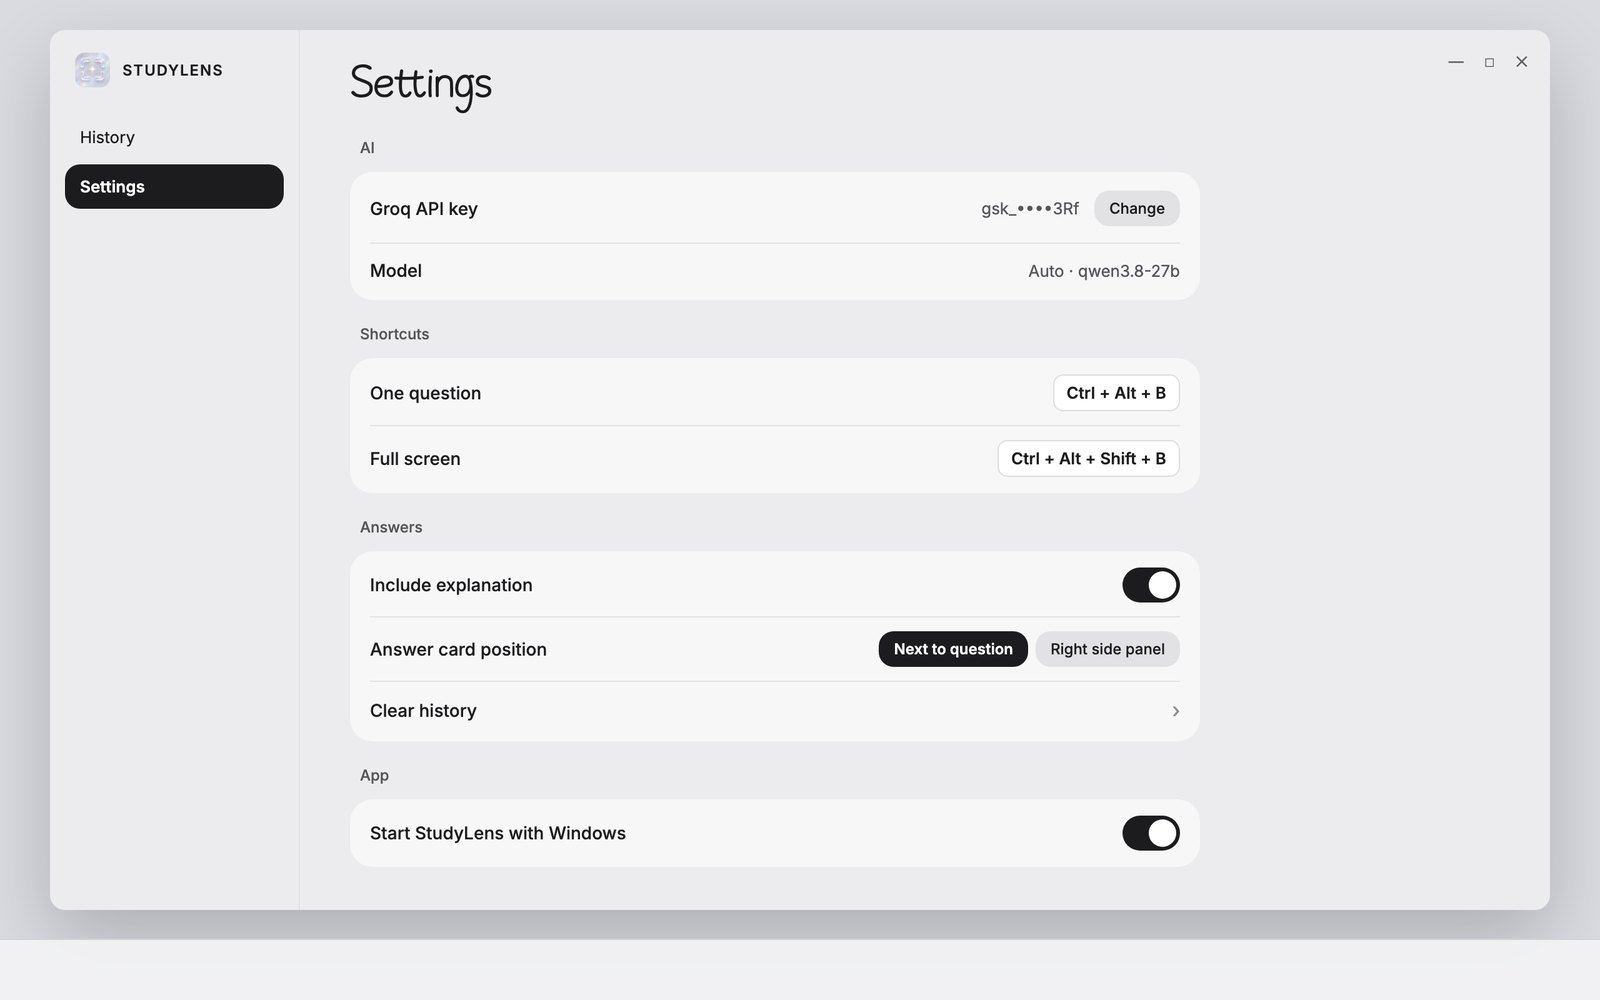 STUDYLENS
History
Settings
Settings
AI
Groq API key gsk_••••3Rf Change
Model Auto · qwen3.8-27b
Shortcuts
One question Ctrl + Alt + B
Full screen Ctrl + Alt + Shift + B
Answers
Include explanation
Answer card position Next to question Right side panel
Clear history
App
Start StudyLens with Windows